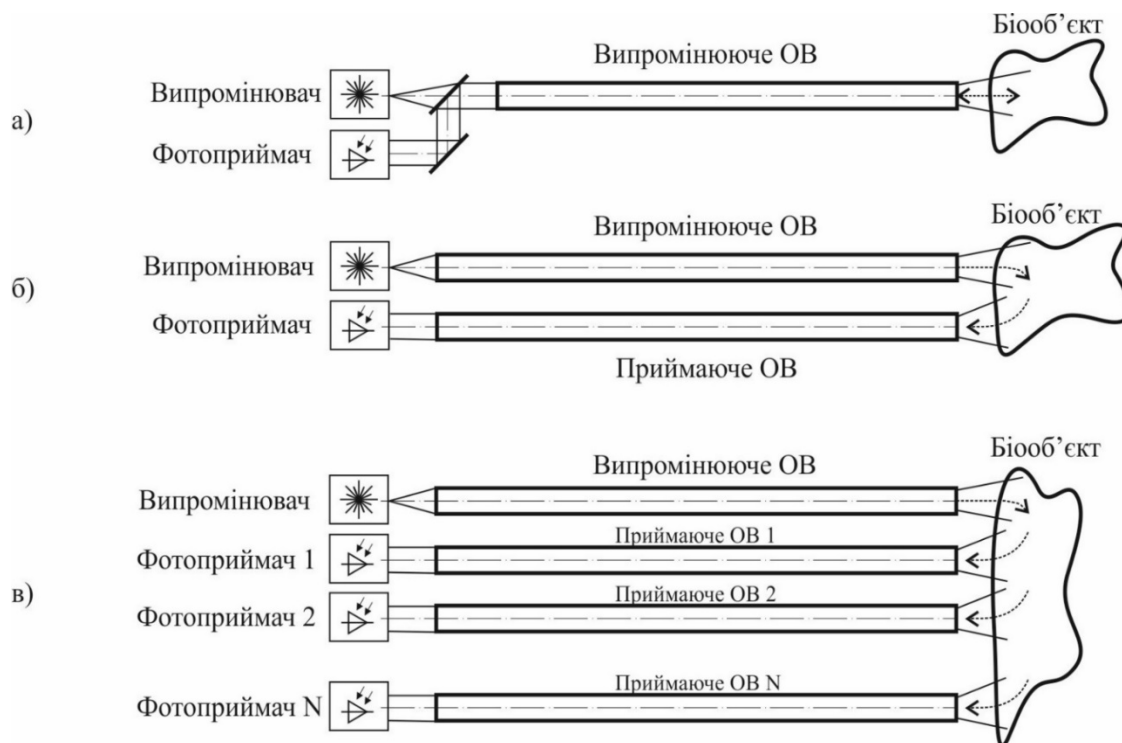 Біооб’єкт
Випромінююче ОВ
Випромінювач
а)
Фотоприймач
Біооб’єкт
Випромінююче ОВ
Випромінювач
б)
Фотоприймач
Приймаюче ОВ
Біооб’єкт
Випромінююче ОВ
Випромінювач
Приймаюче ОВ 1
Фотоприймач 1
в)
Приймаюче ОВ 2
Фотоприймач 2
Приймаюче ОВ N
Фотоприймач N